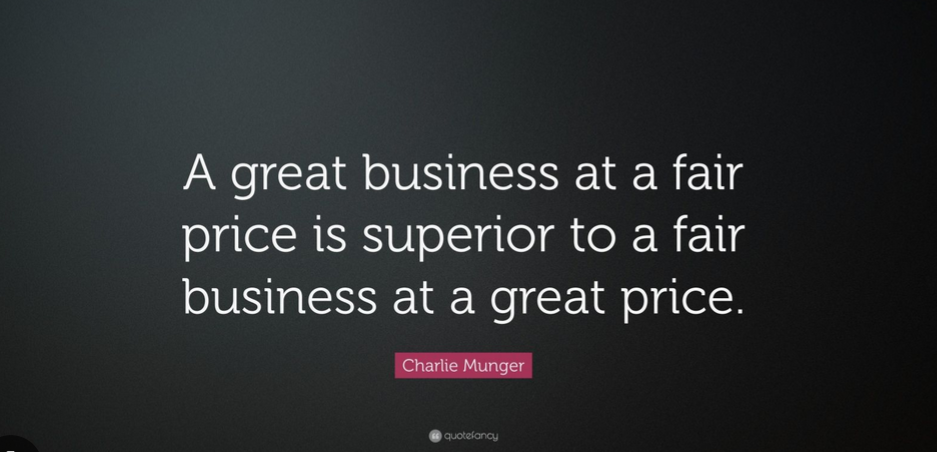 A great business at a fair
price is superior to a fair
business at a great price.
Charlie Munger
quotefancy